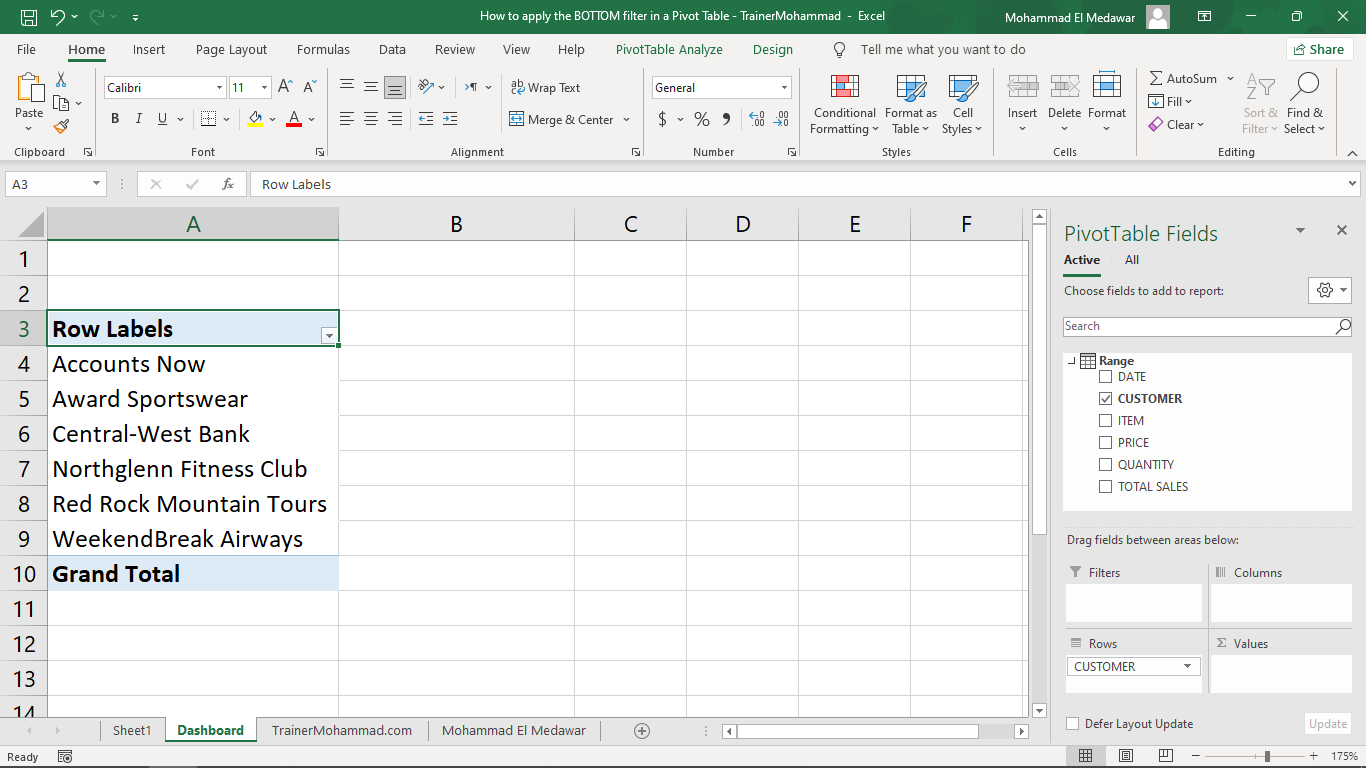 How to apply the BOTTOM filter in a Pivot Table - TrainerMohammad - Excel
Mohammad El Medawar
File Home Insert Page Layout Formulas Data Review View Help PivotTable Analyze Design Tell me what you want to do Share
Paste
Clipboard
Calibri 11
B I U
Font
Wrap Text
Merge & Center
Alignment
General
$ % 9
Number
Conditional Formatting
Format as Table
Cell Styles
Styles
Insert Delete Format
Cells
AutoSum
Fill
Clear
Sort & Filter
Find & Select
Editing
A3 fx Row Labels
A B C D E F
1
2
3 Row Labels
4 Accounts Now
5 Award Sportswear
6 Central-West Bank
7 Northglenn Fitness Club
8 Red Rock Mountain Tours
9 WeekendBreak Airways
10 Grand Total
11
12
13
14
PivotTable Fields
Active All
Choose fields to add to report:
Search
Range
DATE
CUSTOMER
ITEM
PRICE
QUANTITY
TOTAL SALES
Drag fields between areas below:
Filters Columns
Rows Values
CUSTOMER
Defer Layout Update Update
Sheet1 Dashboard TrainerMohammad.com Mohammad El Medawar
Ready 175%